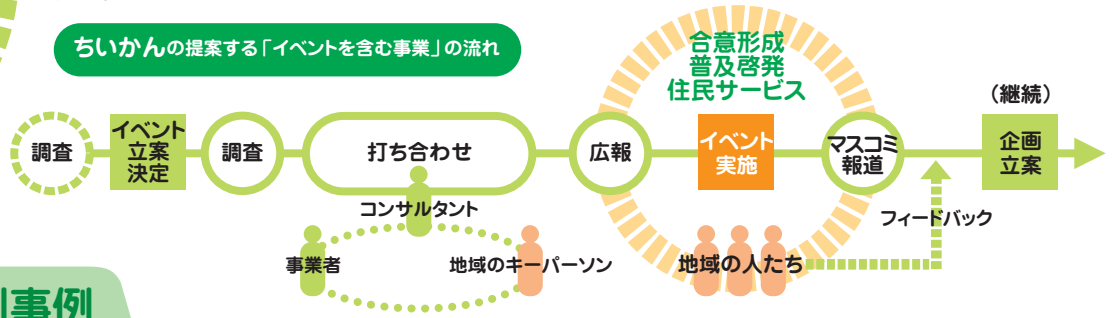 ちいかんの提案する「イベントを含む事業」の流れ
合意形成
普及啓発
住民サービス
（継続）
調査
イベント
立案
決定
調査
打ち合わせ
広報
イベント
実施
マスコミ
報道
企画
立案
コンサルタント
フィードバック
事業者
地域のキーパーソン
地域の人たち
事例